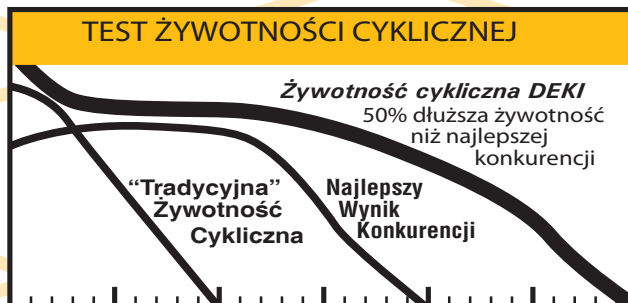 TEST ŻYWOTNOŚCI CYKLICZNEJ
Żywotność cykliczna DEKI
50% dłuższa żywotność
niż najlepszej
konkurencji
“Tradycyjna”
Żywotność
Cykliczna
Najlepszy
Wynik
Konkurencji